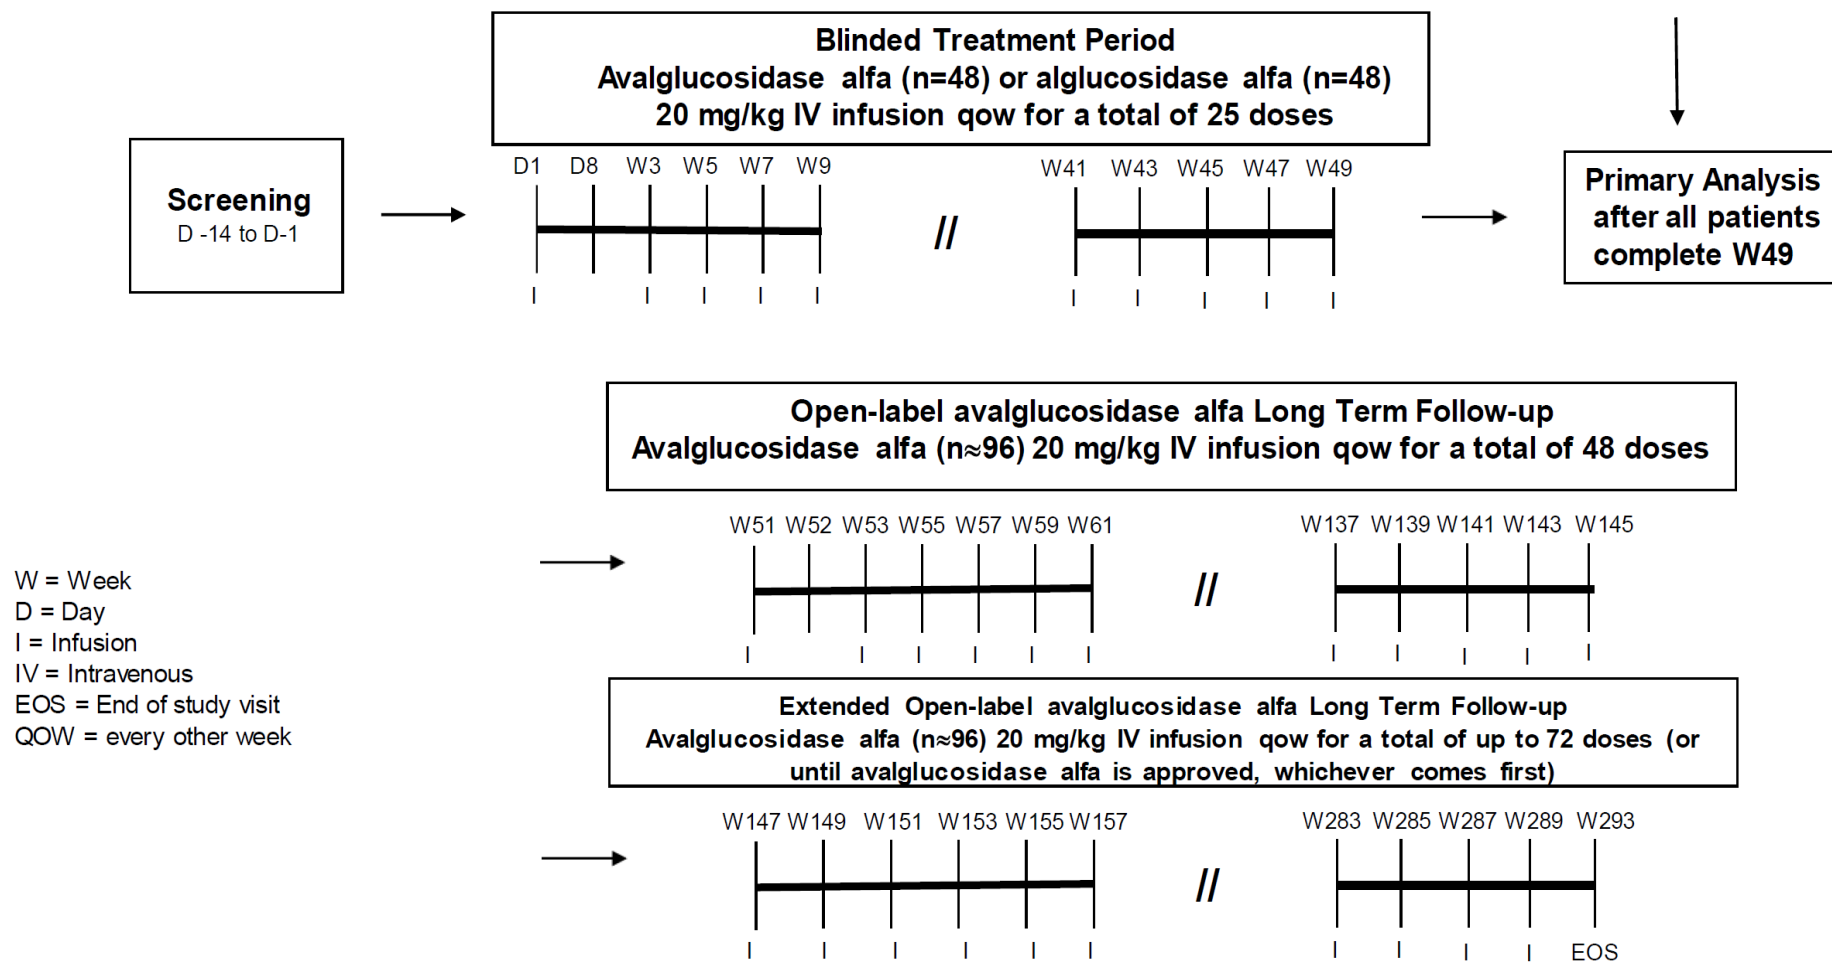 Blinded Treatment Period
Avalglucosidase alfa (n=48) or alglucosidase alfa (n=48)
20 mg/kg IV infusion qow for a total of 25 doses
Screening
D -14 to D-1
D1 D8 W3 W5 W7 W9
W41 W43 W45 W47 W49
//
I I I I I
I I I I I
Primary Analysis
after all patients
complete W49
Open-label avalglucosidase alfa Long Term Follow-up
Avalglucosidase alfa (n≈96) 20 mg/kg IV infusion qow for a total of 48 doses
W51 W52 W53 W55 W57 W59 W61
W137 W139 W141 W143 W145
//
I I I I I I
I I I I I
W = Week
D = Day
I = Infusion
IV = Intravenous
EOS = End of study visit
QOW = every other week
Extended Open-label avalglucosidase alfa Long Term Follow-up
Avalglucosidase alfa (n≈96) 20 mg/kg IV infusion qow for a total of up to 72 doses (or
until avalglucosidase alfa is approved, whichever comes first)
W147 W149 W151 W153 W155 W157
W283 W285 W287 W289 W293
//
I I I I I I
I I I I EOS